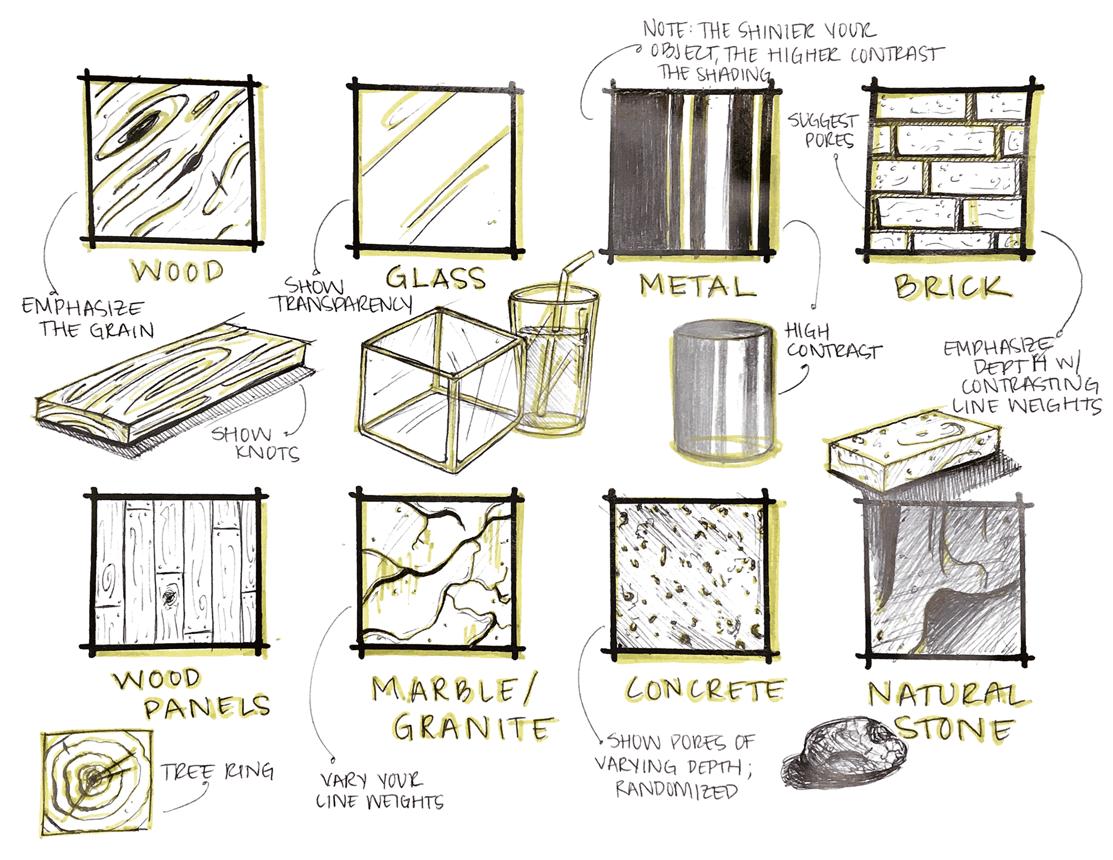 NOTE: THE SHINIER YOUR
OBJECT, THE HIGHER CONTRAST
THE SHADING
SUGGEST
PORES
WOOD
GLASS
METAL
BRICK
EMPHASIZE
THE GRAIN
SHOW
TRANSPARENCY
HIGH
CONTRAST
EMPHASIZE
DEPTH W/
CONTRASTING
LINE WEIGHTS
SHOW
KNOTS
WOOD
PANELS
MARBLE/
GRANITE
CONCRETE
NATURAL
STONE
TREE RING
VARY YOUR
LINE WEIGHTS
SHOW PORES OF
VARYING DEPTH;
RANDOMIZED